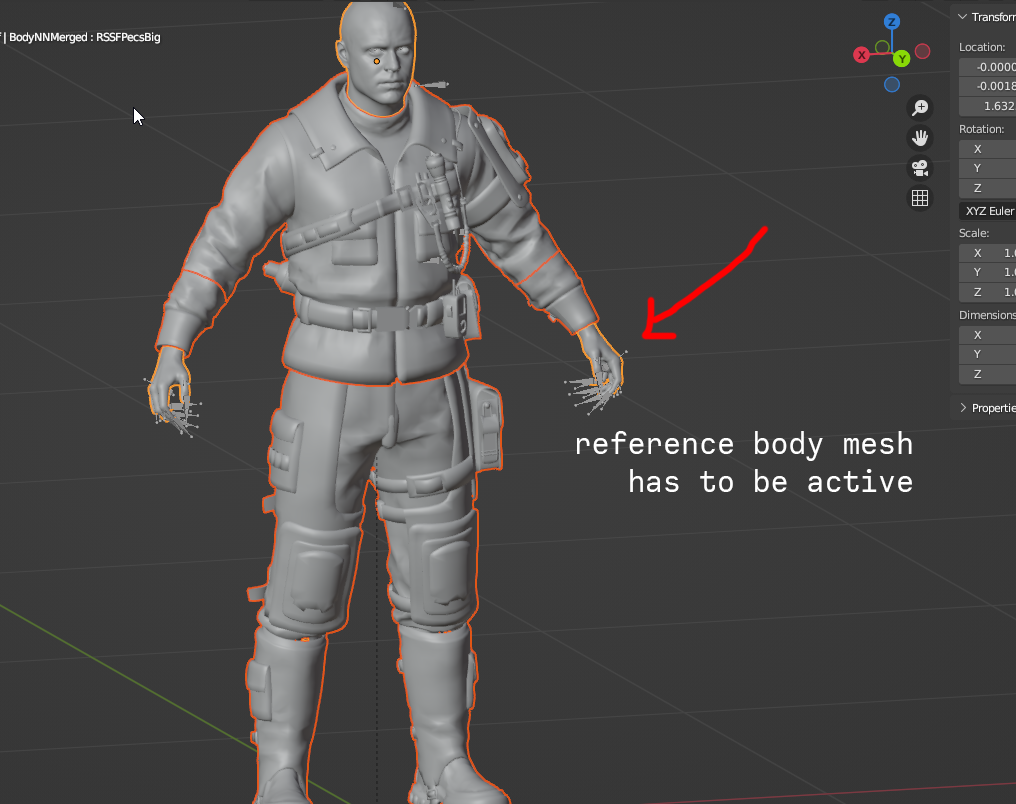 | BodyNNMerged : RSSFPecsBig
Z
X
Y
Transform
Location:
-0.0000
-0.0018
1.632
Rotation:
X
Y
Z
XYZ Euler
Scale:
X 1.0
Y 1.0
Z 1.0
Dimensions
X
Y
Z
Properties
reference body mesh
has to be active